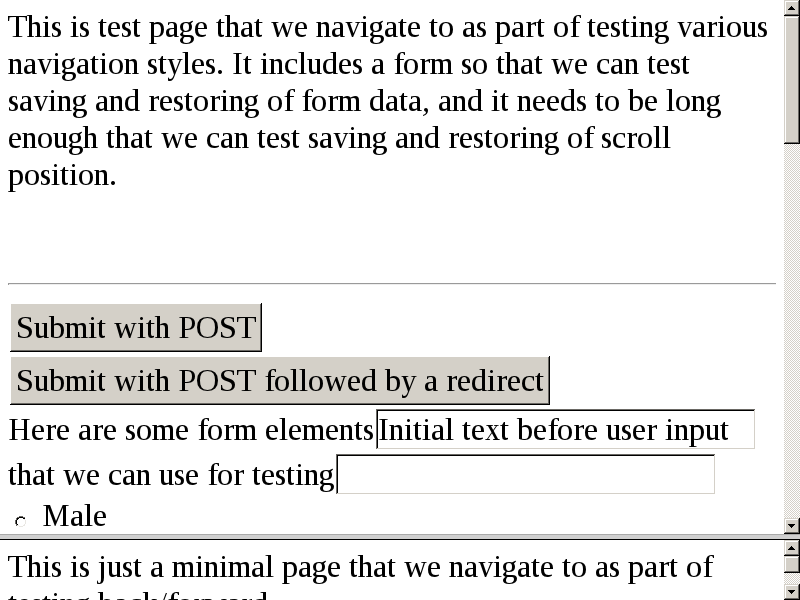 This is test page that we navigate to as part of testing various
navigation styles. It includes a form so that we can test
saving and restoring of form data, and it needs to be long
enough that we can test saving and restoring of scroll
position.
Submit with POST
Submit with POST followed by a redirect
Here are some form elements Initial text before user input
that we can use for testing
Male
This is just a minimal page that we navigate to as part of
testing back/forward